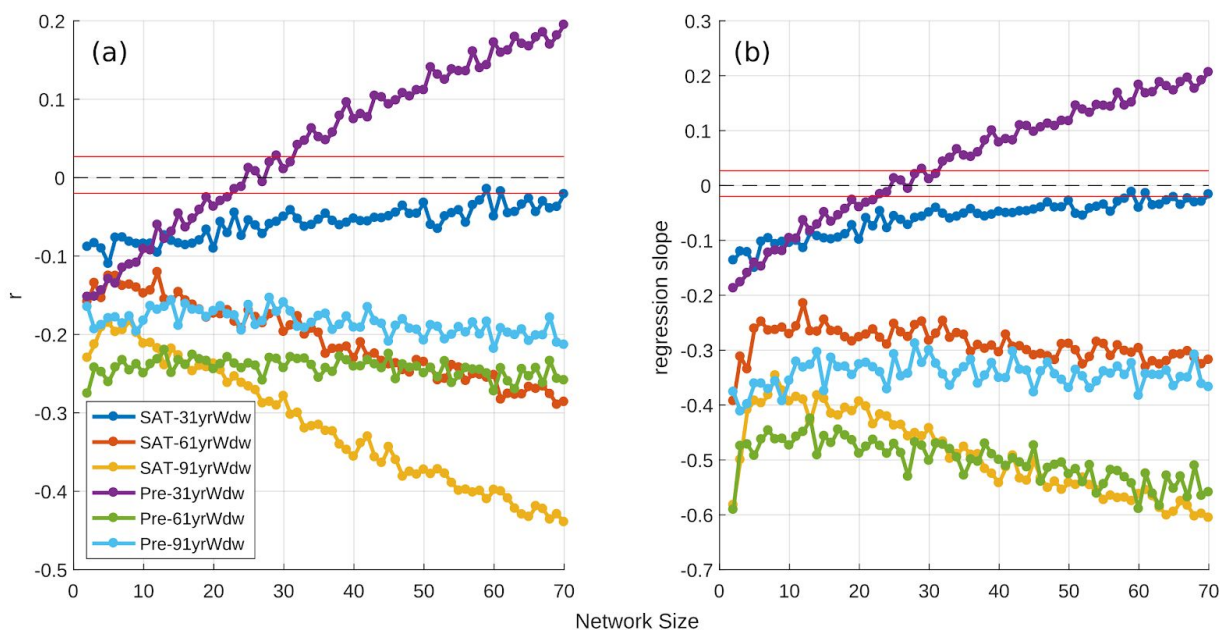 (a)
0.2
0.1
0
-0.1
-0.2
-0.3
-0.4
-0.5
r
SAT-31yrWdw
SAT-61yrWdw
SAT-91yrWdw
Pre-31yrWdw
Pre-61yrWdw
Pre-91yrWdw
0 10 20 30 40 50 60 70
(b)
0.3
0.2
0.1
0
-0.1
-0.2
-0.3
-0.4
-0.5
-0.6
-0.7
regression slope
0 10 20 30 40 50 60 70
Network Size